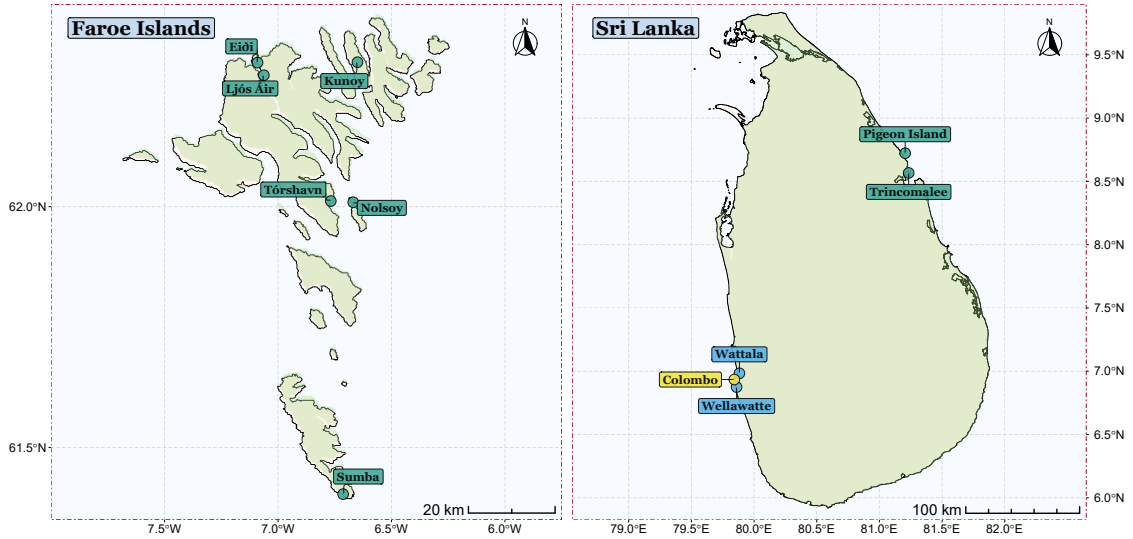 Faroe Islands
N
Eiði
Ljós Áir
Kunoy
Tórshavn
Nolsoy
Sumba
62.0°N
61.5°N
20 km
7.5°W
7.0°W
6.5°W
6.0°W
Sri Lanka
N
Pigeon Island
Trincomalee
Wattala
Colombo
Wellawatte
9.5°N
9.0°N
8.5°N
8.0°N
7.5°N
7.0°N
6.5°N
6.0°N
100 km
79.0°E
79.5°E
80.0°E
80.5°E
81.0°E
81.5°E
82.0°E